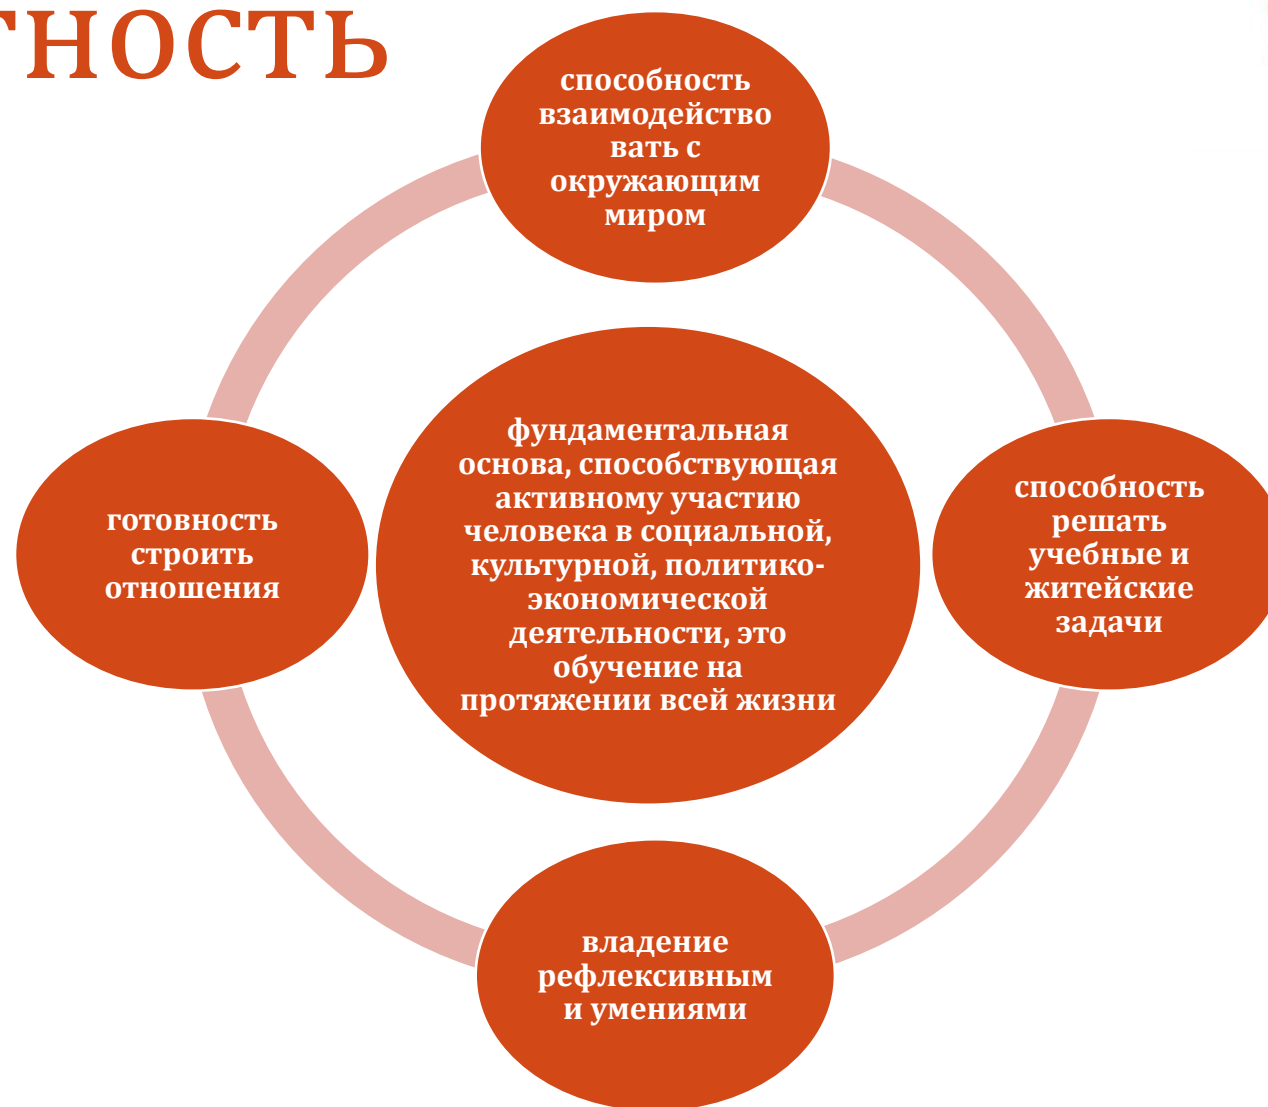 тность
способность
взаимодейство
вать с
окружающим
миром
фундаментальная
основа, способствующая
активному участию
человека в социальной,
культурной, политико-
экономической
деятельности, это
обучение на
протяжении всей жизни
способность
решать
учебные и
житейские
задачи
владение
рефлексивным
и умениями
готовность
строить
отношения